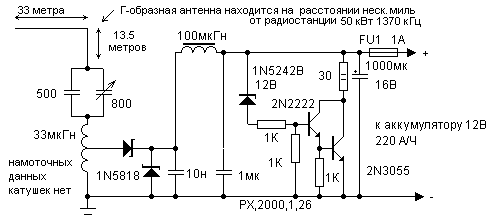 33 метра
Г-образная антенна находится на расстоянии неск. миль
от радиостанции 50 кВт 1370 кГц
13.5
метров
100мкГн
FU1 1А
+
1N5242B
12В
30
1000мк
16В
500
800
2N2222
33мкГн
1К
к аккумулятору 12В
220 А/Ч
намоточных
данных
катушек нет
1N5818
10н
1мк
1К
1К
2N3055
-
РХ,2000,1,26